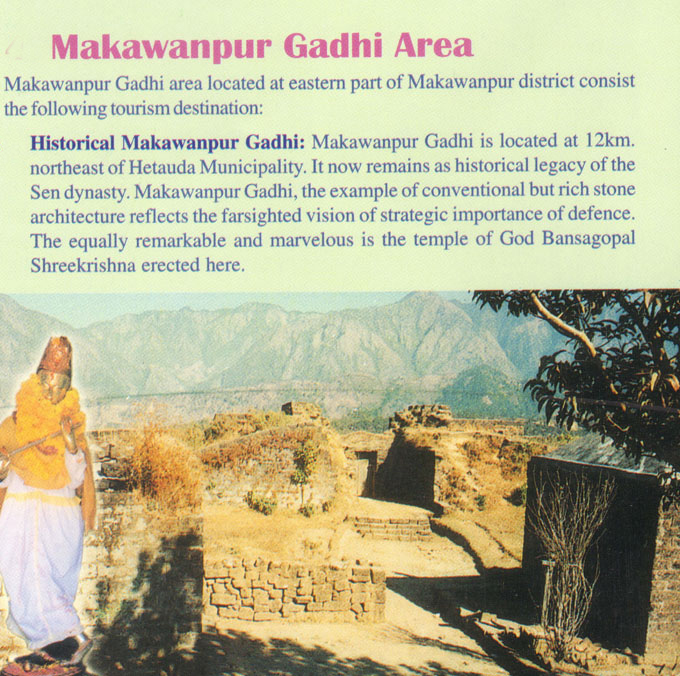 Makawanpur Gadhi Area
Makawanpur Gadhi area located at eastern part of Makawanpur district consist
the following tourism destination:
Historical Makawanpur Gadhi: Makawanpur Gadhi is located at 12km.
northeast of Hetauda Municipality. It now remains as historical legacy of the
Sen dynasty. Makawanpur Gadhi, the example of conventional but rich stone
architecture reflects the farsighted vision of strategic importance of defence.
The equally remarkable and marvelous is the temple of God Bansagopal
Shreekrishna erected here.